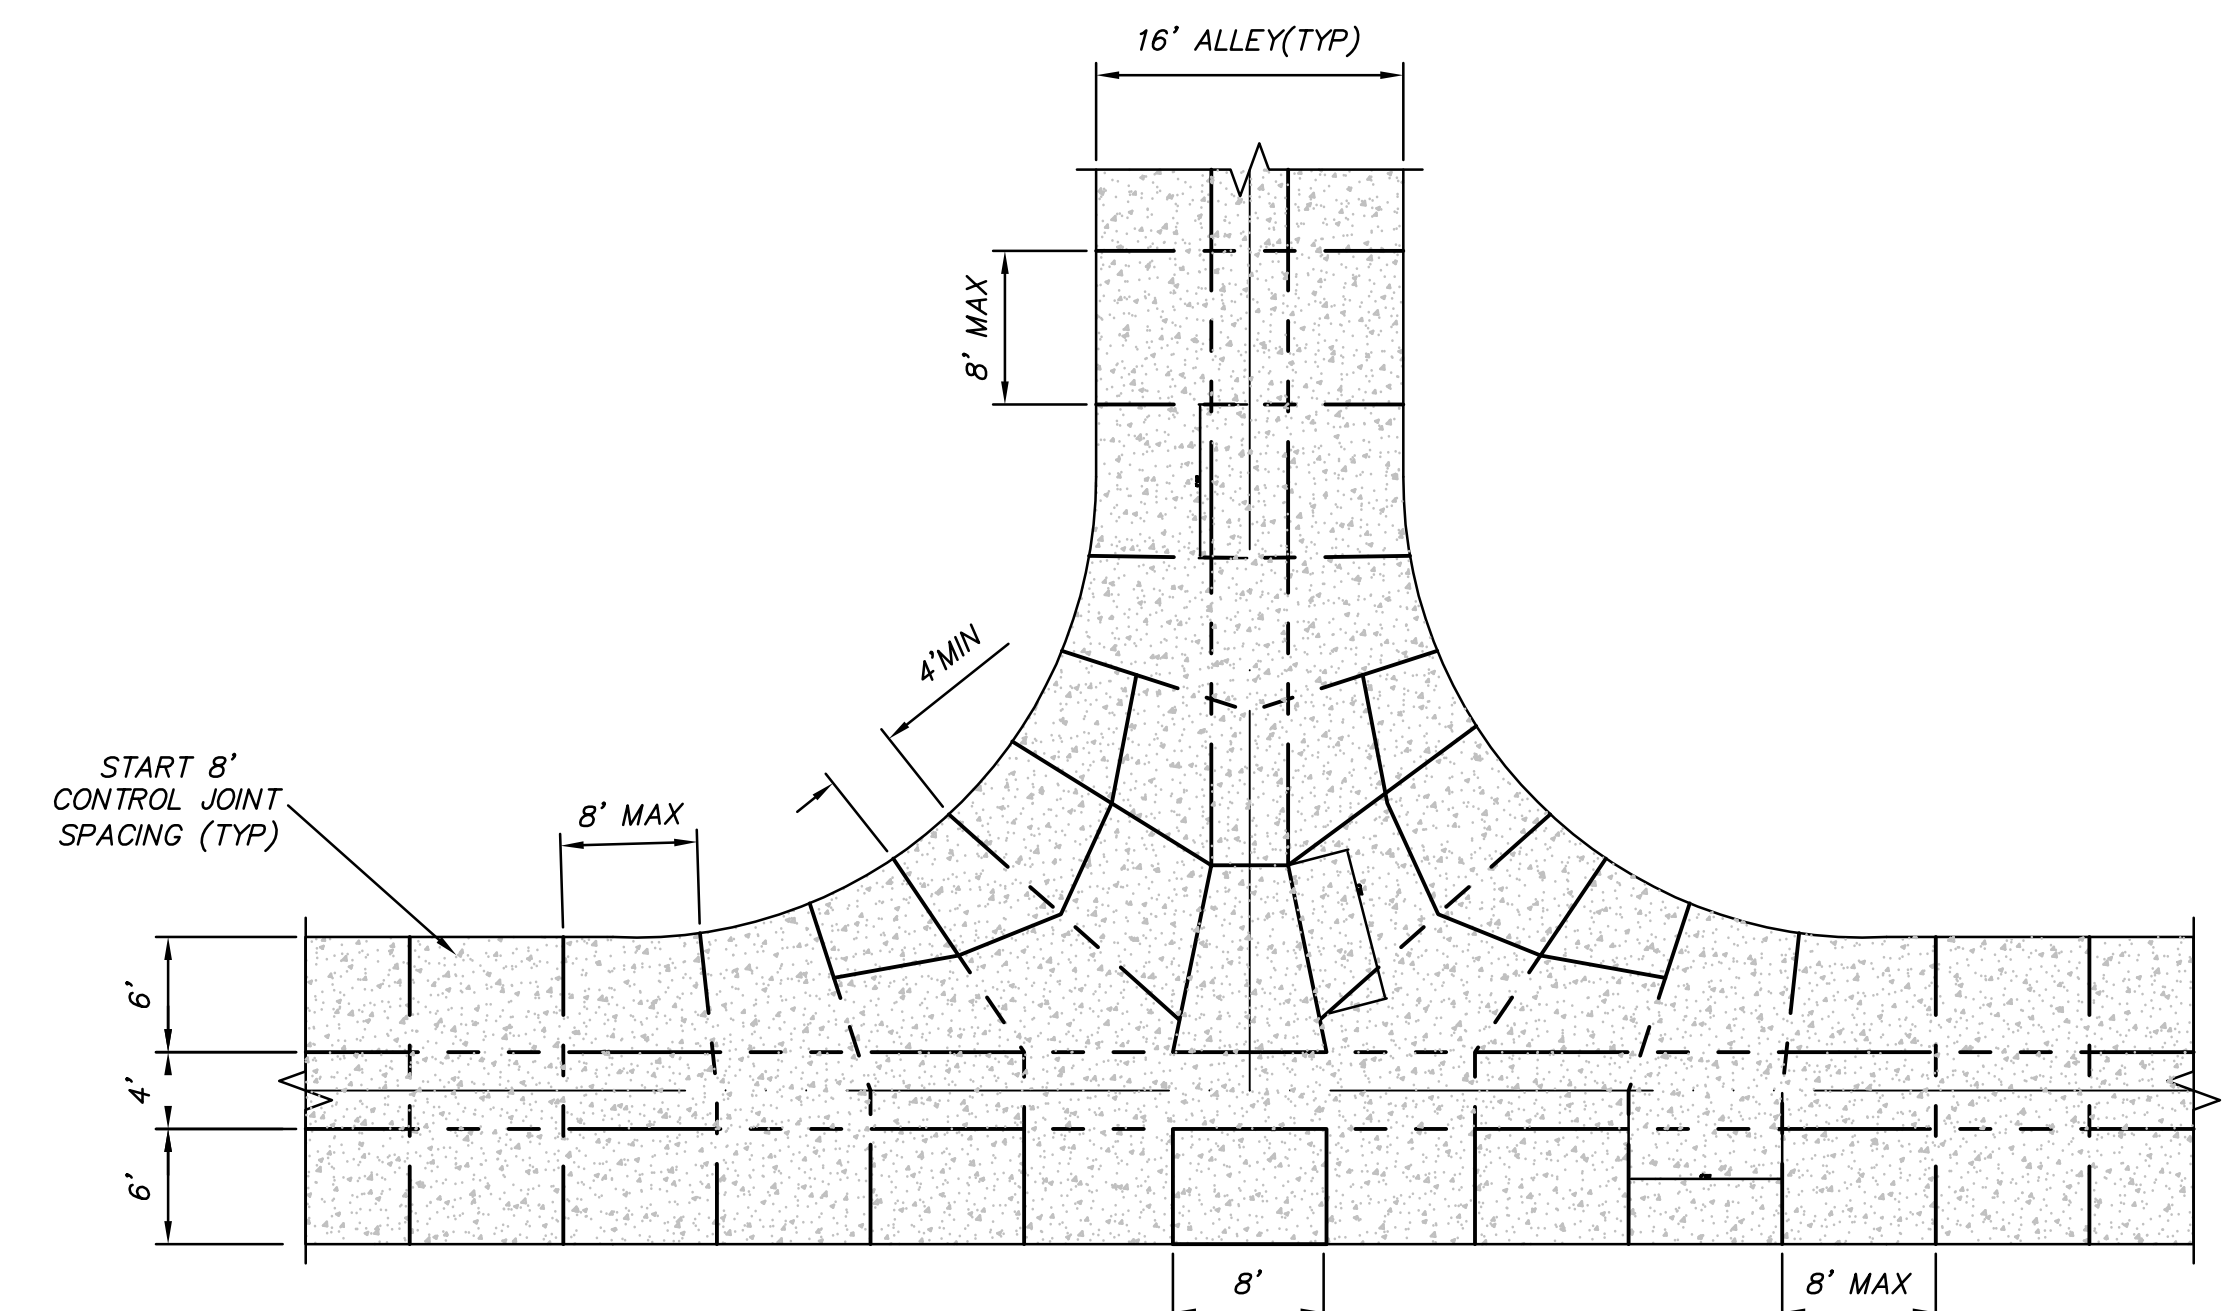 16' ALLEY(TYP)
8' MAX
4'MIN
START 8'
CONTROL JOINT
SPACING (TYP)
8' MAX
6'
4'
6'
8'
8' MAX